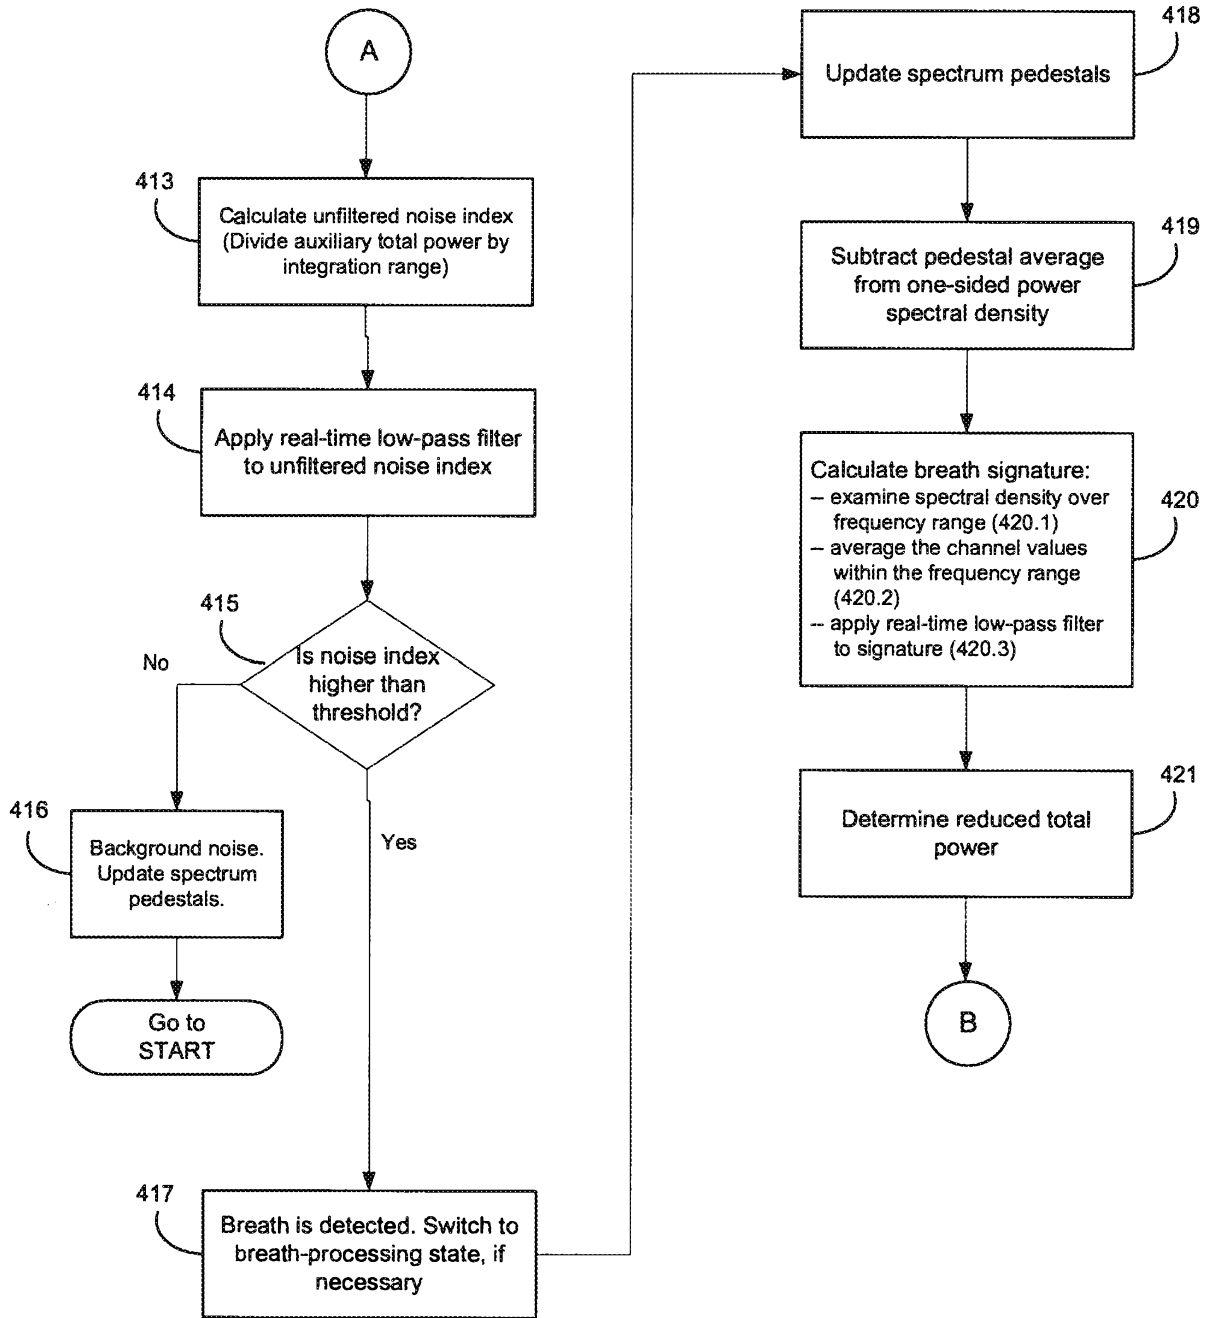 A
413
Calculate unfiltered noise index
(Divide auxiliary total power by
integration range)
414
Apply real-time low-pass filter
to unfiltered noise index
415
Is noise index
higher than
threshold?
No
Yes
416
Background noise.
Update spectrum
pedestals.
Go to
START
417
Breath is detected. Switch to
breath-processing state, if
necessary
418
Update spectrum pedestals
419
Subtract pedestal average
from one-sided power
spectral density
420
Calculate breath signature:
– examine spectral density over
frequency range (420.1)
– average the channel values
within the frequency range
(420.2)
– apply real-time low-pass filter
to signature (420.3)
421
Determine reduced total
power
B